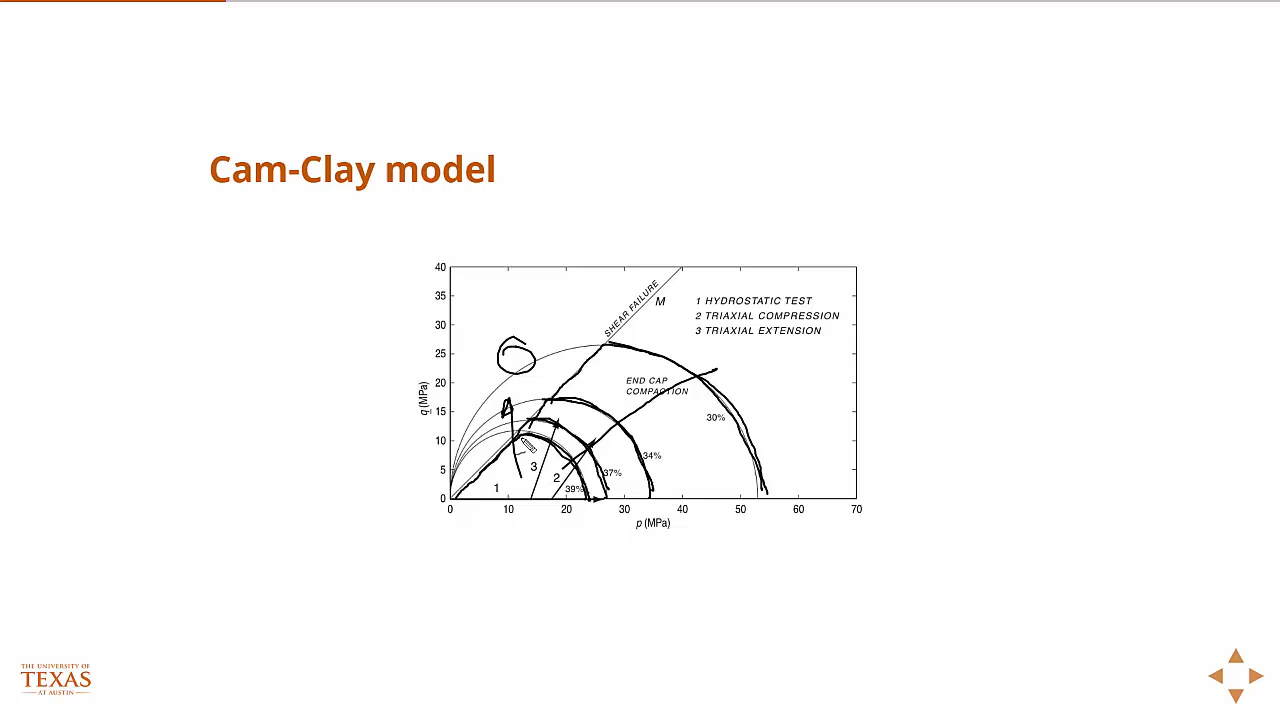 Cam-Clay model
40
35
30
25
20
15
10
5
0
q (MPa)
SHEAR FAILURE
M
1 HYDROSTATIC TEST
2 TRIAXIAL COMPRESSION
3 TRIAXIAL EXTENSION
END CAP
COMPACTION
30%
34%
37%
39%
3
2
1
0 10 20 30 40 50 60 70
p (MPa)
THE UNIVERSITY OF
TEXAS
AT AUSTIN